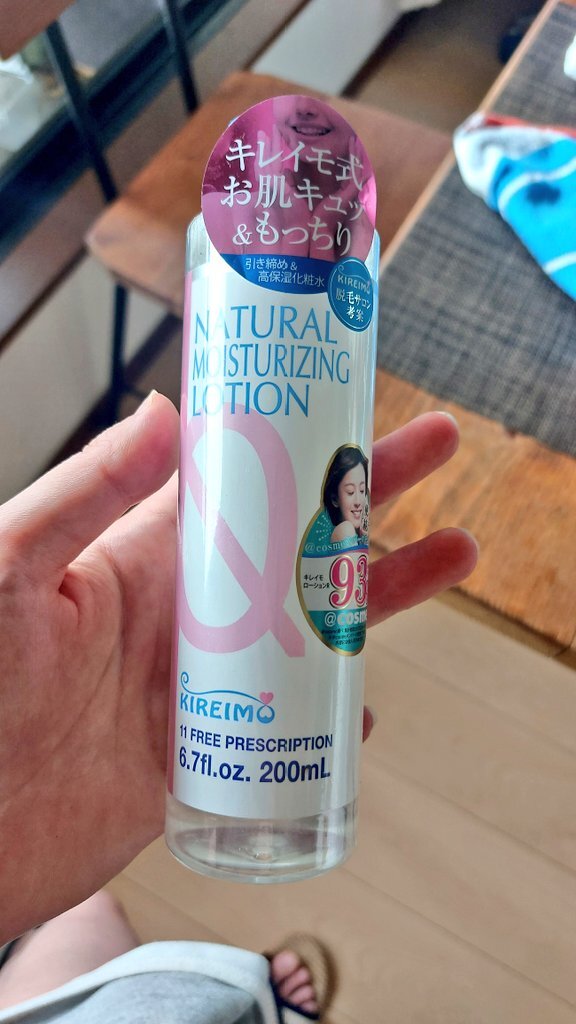 キレイモ式
お肌キュッ
&もっちり
引き締め&
高保湿化粧水
KIREIMO
脱毛サロン
考案
NATURAL
MOISTURIZING
LOTION
Q
@cosme
キレイモ
ローションR
93
@cosme
KIREIMO
11 FREE PRESCRIPTION
6.7fl.oz. 200mL